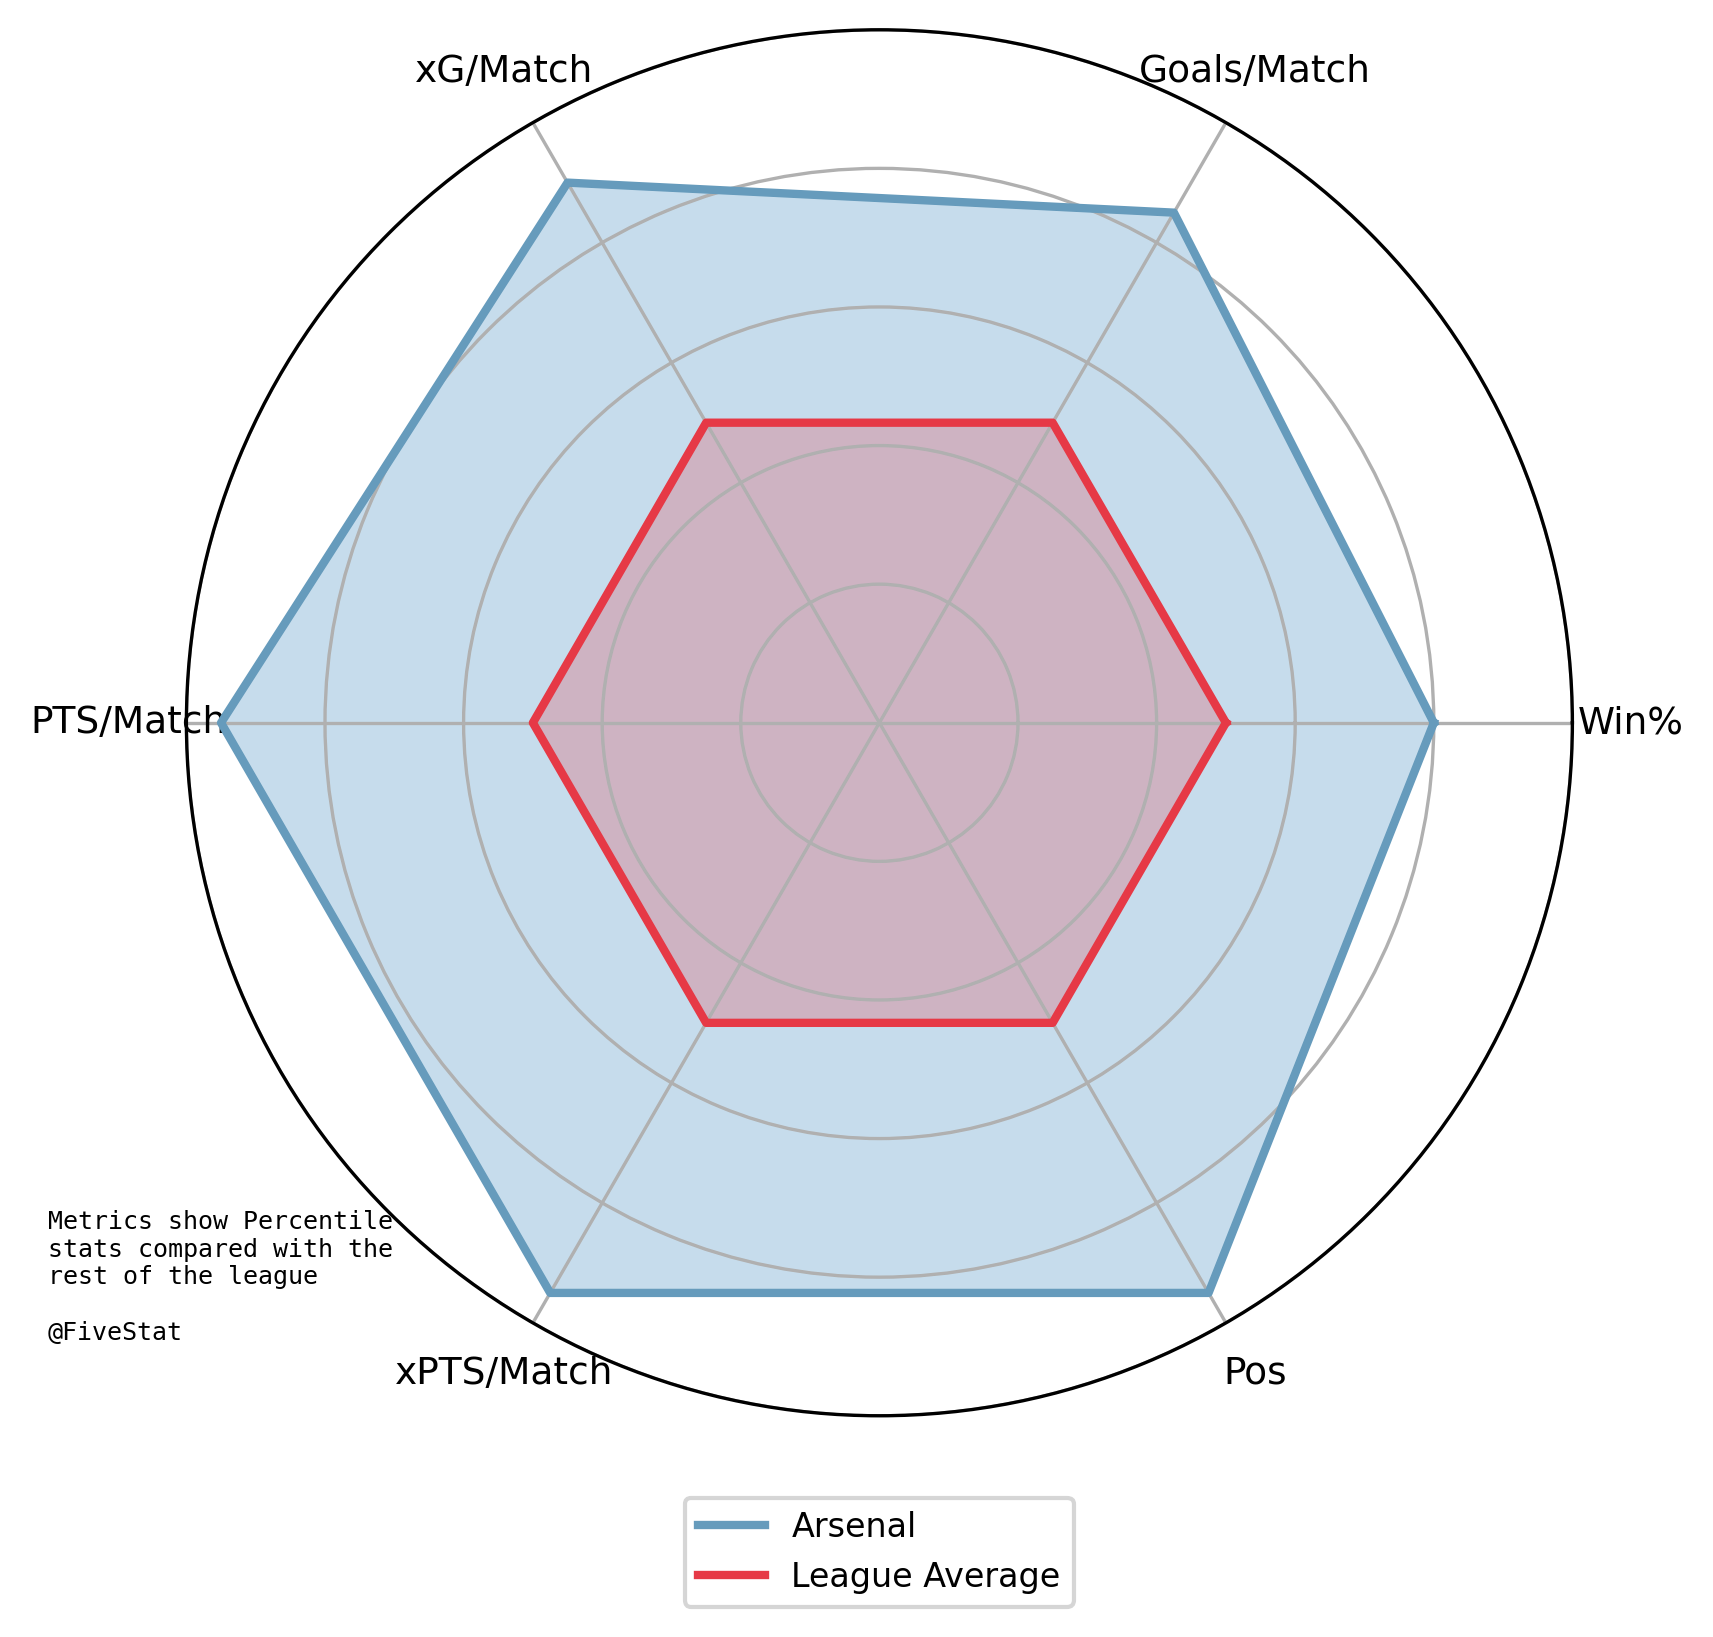 xG/Match
Goals/Match
PTS/Match
Win%
Metrics show Percentile
stats compared with the
rest of the league
@FiveStat
xPTS/Match
Pos
Arsenal
League Average